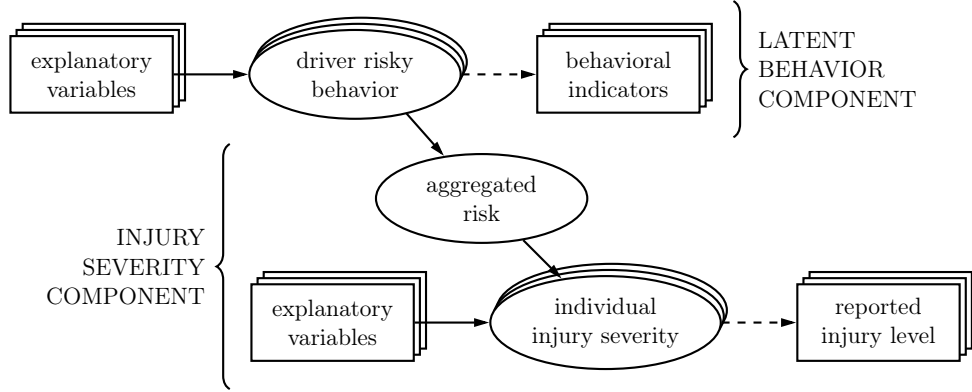 explanatory
variables
driver risky
behavior
behavioral
indicators
LATENT
BEHAVIOR
COMPONENT
aggregated
risk
INJURY
SEVERITY
COMPONENT
explanatory
variables
individual
injury severity
reported
injury level